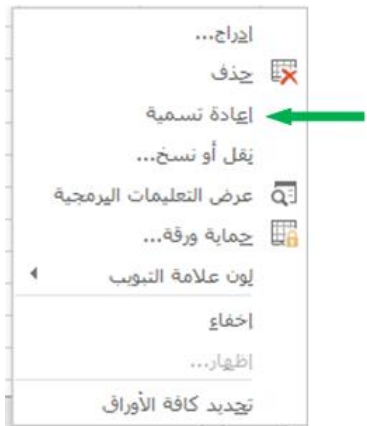 إدراج...
حذف
إعادة تسمية
نقل أو نسخ...
عرض التعليمات البرمجية
حماية ورقة...
لون علامة التبويب
إخفاء
إظهار...
تحديد كافة الأوراق